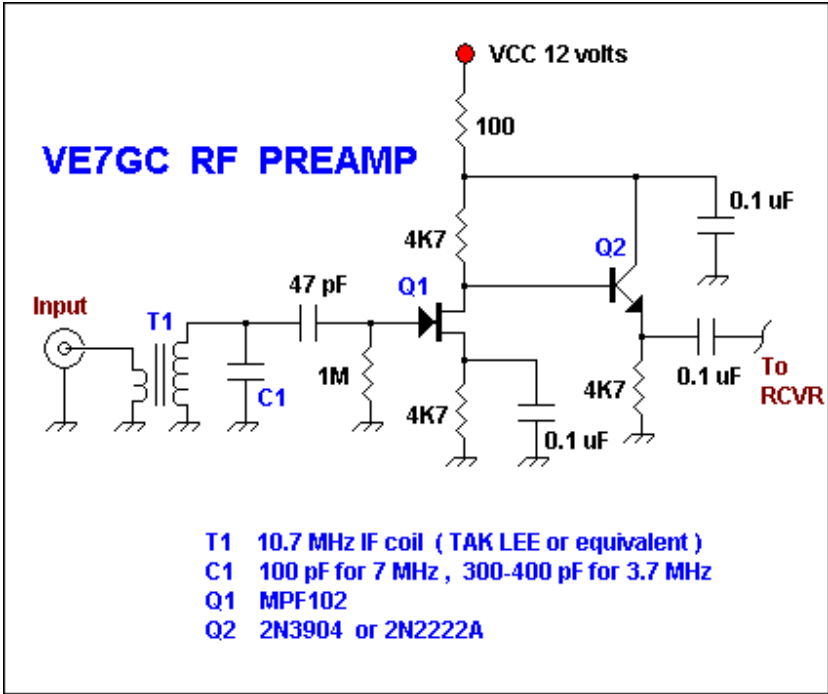 VCC 12 volts
100
VE7GC RF PREAMP
0.1 uF
4K7
Q2
47 pF
Q1
Input
T1
1M
C1
4K7
0.1 uF
4K7
0.1 uF
To
RCVR
T1 10.7 MHz IF coil ( TAK LEE or equivalent )
C1 100 pF for 7 MHz , 300-400 pF for 3.7 MHz
Q1 MPF102
Q2 2N3904 or 2N2222A